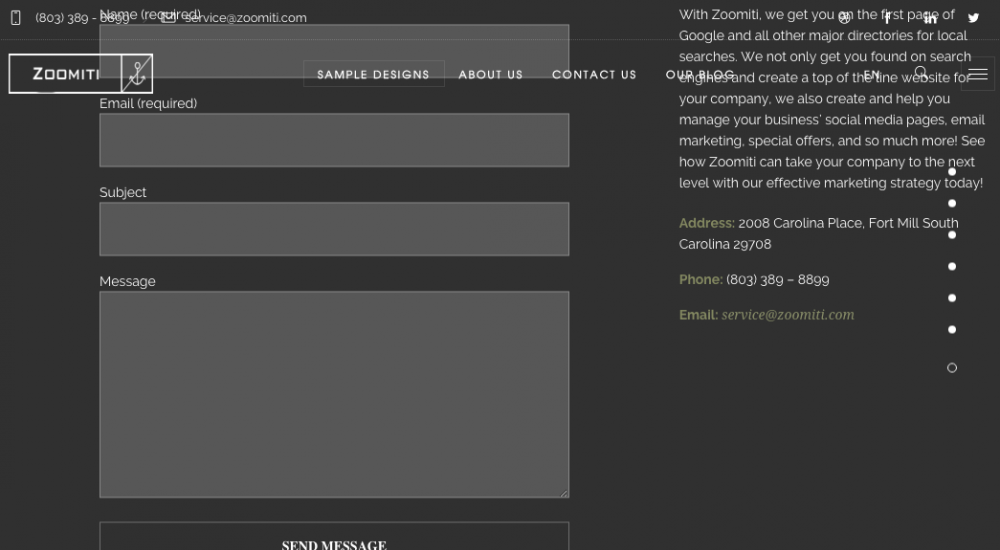 (803) 389 - 8899
service@zoomiti.com
ZOOMITI
SAMPLE DESIGNS
ABOUT US
CONTACT US
OUR BLOG
EN
Name (required)
Email (required)
Subject
Message
SEND MESSAGE
With Zoomiti, we get you on the first page of
Google and all other major directories for local
searches. We not only get you found on search
engines and create a top of the line website for
your company, we also create and help you
manage your business’ social media pages, email
marketing, special offers, and so much more! See
how Zoomiti can take your company to the next
level with our effective marketing strategy today!
Address: 2008 Carolina Place, Fort Mill South
Carolina 29708
Phone: (803) 389 – 8899
Email: service@zoomiti.com